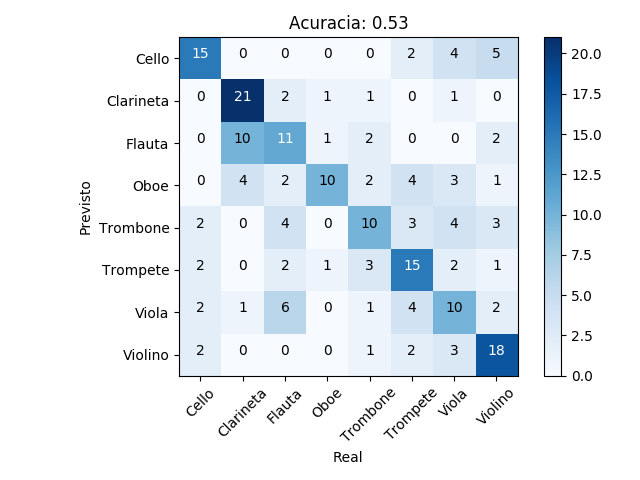 Acuracia: 0.53
Previsto
Cello 15 0 0 0 0 2 4 5
Clarineta 0 21 2 1 1 0 1 0
Flauta 0 10 11 1 2 0 0 2
Oboe 0 4 2 10 2 4 3 1
Trombone 2 0 4 0 10 3 4 3
Trompete 2 0 2 1 3 15 2 1
Viola 2 1 6 0 1 4 10 2
Violino 2 0 0 0 1 2 3 18
Cello Clarineta Flauta Oboe Trombone Trompete Viola Violino
Real
20.0
17.5
15.0
12.5
10.0
7.5
5.0
2.5
0.0